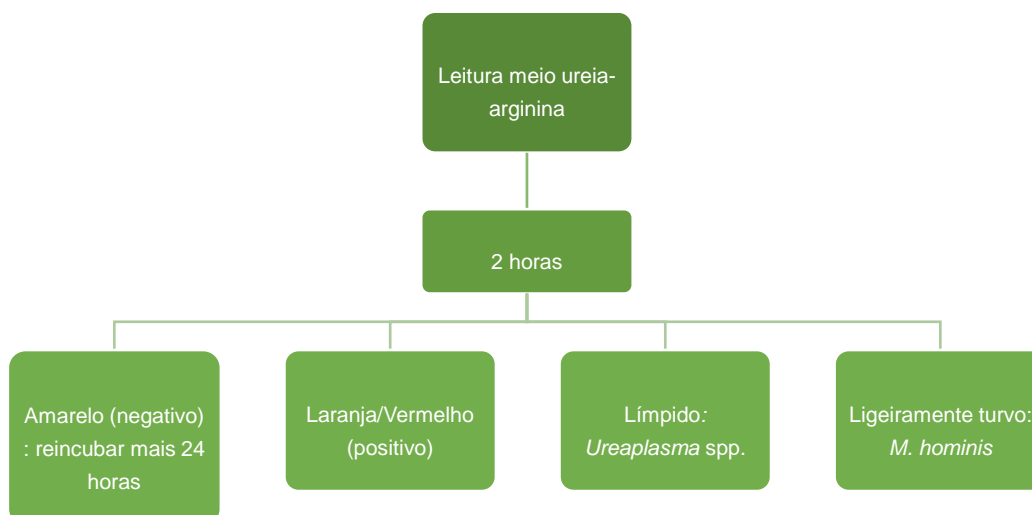 Leitura meio ureia-
arginina
2 horas
Amarelo (negativo)
: reincubar mais 24
horas
Laranja/Vermelho
(positivo)
Límpido:
Ureaplasma spp.
Ligeiramente turvo:
M. hominis